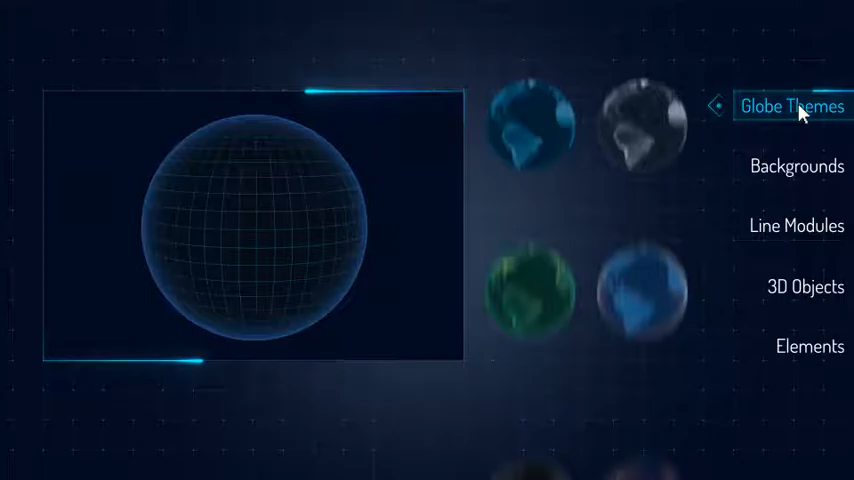 Globe Themes
Backgrounds
Line Modules
3D Objects
Elements